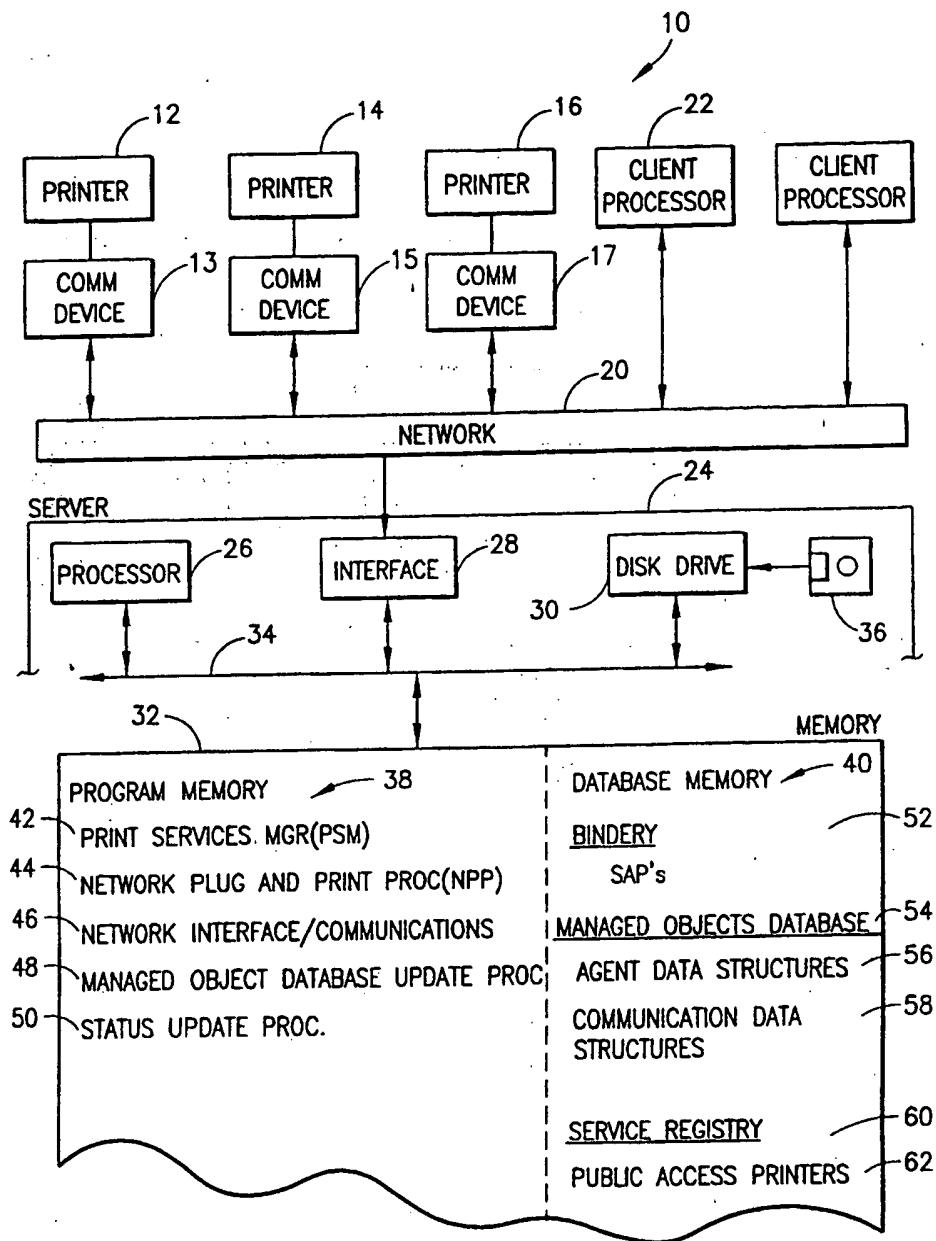 10
12
14
16
22
PRINTER
PRINTER
PRINTER
CLIENT
PROCESSOR
CLIENT
PROCESSOR
COMM
DEVICE
13
COMM
DEVICE
15
COMM
DEVICE
17
20
NETWORK
SERVER
24
PROCESSOR
26
INTERFACE
28
DISK DRIVE
30
36
34
32
MEMORY
PROGRAM MEMORY
38
42 PRINT SERVICES MGR(PSM)
44 NETWORK PLUG AND PRINT PROC(NPP)
46 NETWORK INTERFACE/COMMUNICATIONS
48 MANAGED OBJECT DATABASE UPDATE PROC
50 STATUS UPDATE PROC.
DATABASE MEMORY
40
BINDERY
52
SAP's
MANAGED OBJECTS DATABASE
54
AGENT DATA STRUCTURES
56
COMMUNICATION DATA
STRUCTURES
58
SERVICE REGISTRY
60
PUBLIC ACCESS PRINTERS
62